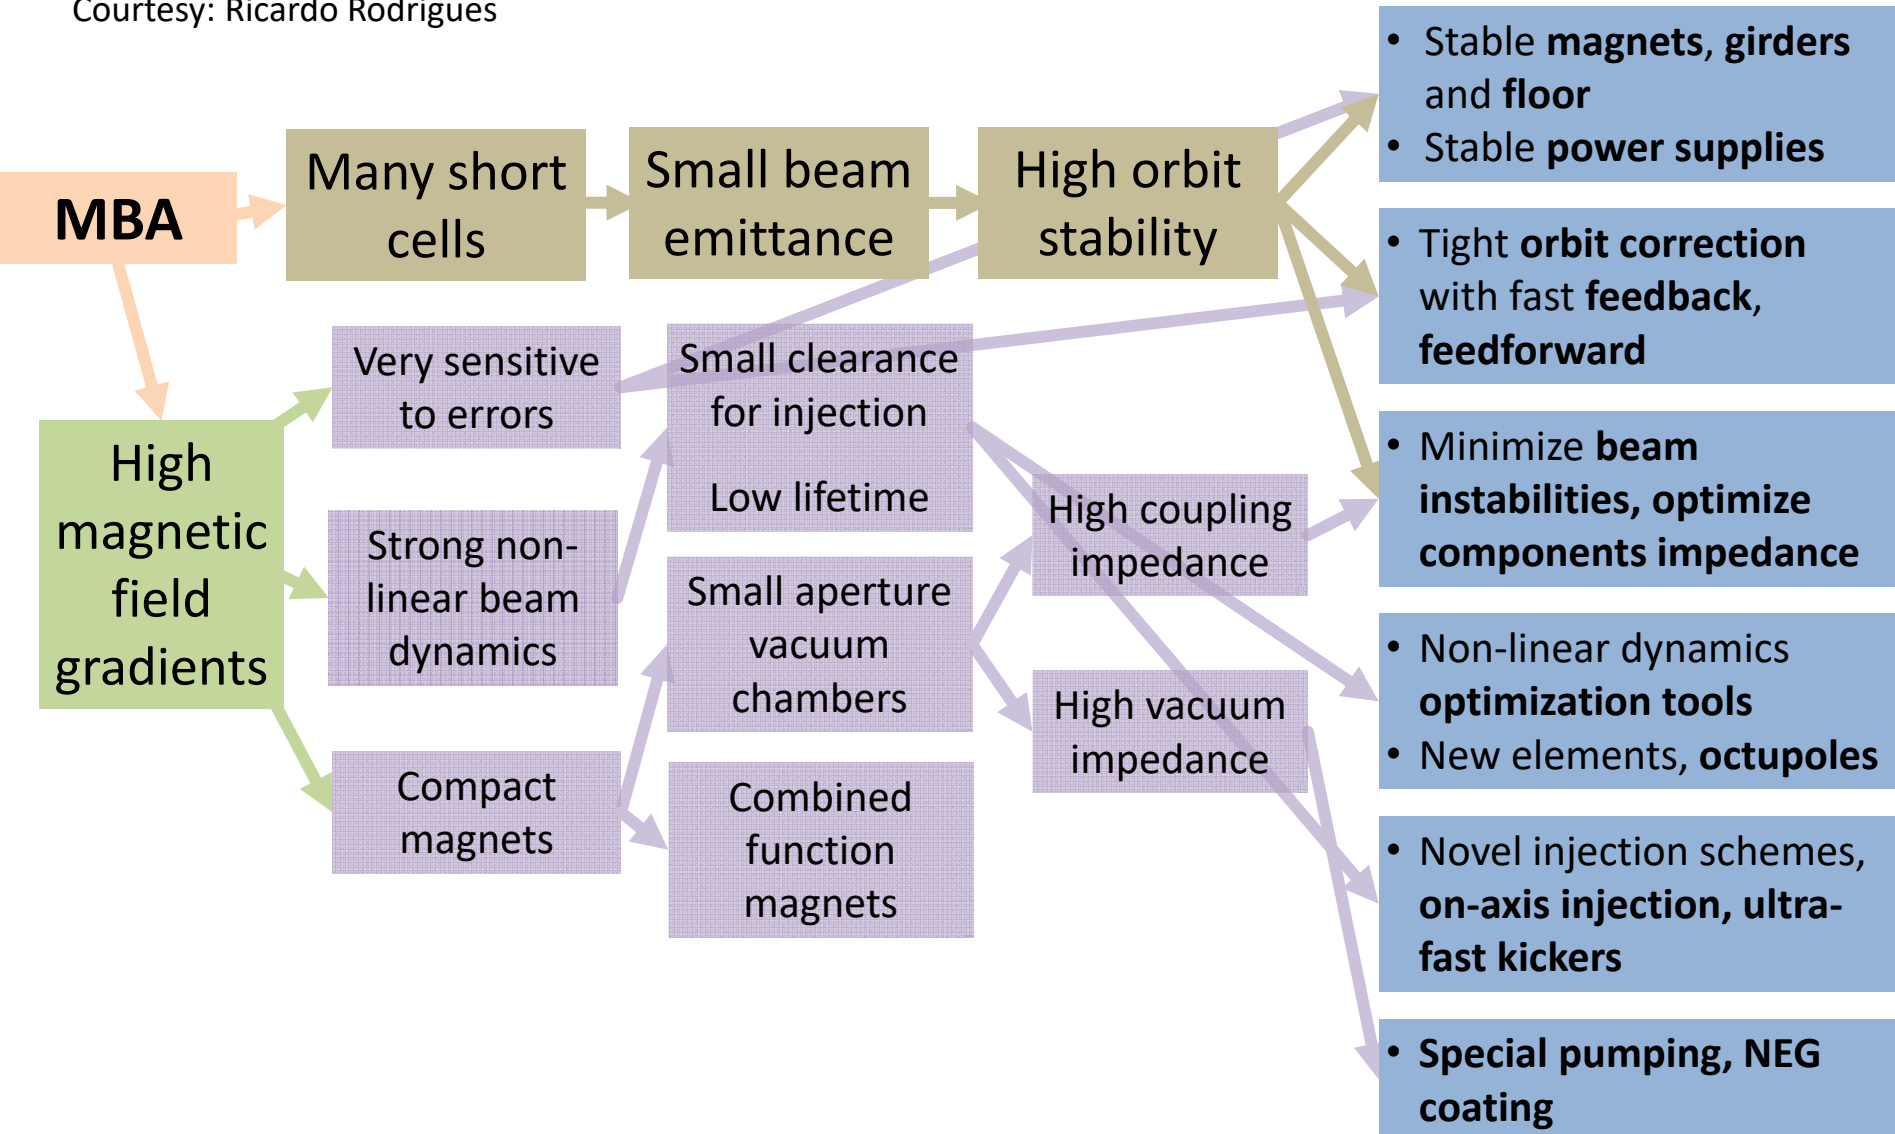 Courtesy: Ricardo Rodrigues
MBA
Many short
cells
Small beam
emittance
High orbit
stability
High
magnetic
field
gradients
Very sensitive
to errors
Strong non-
linear beam
dynamics
Compact
magnets
Small clearance
for injection
Low lifetime
Small aperture
vacuum
chambers
Combined
function
magnets
High coupling
impedance
High vacuum
impedance
• Stable magnets, girders
and floor
• Stable power supplies
• Tight orbit correction
with fast feedback,
feedforward
• Minimize beam
instabilities, optimize
components impedance
• Non-linear dynamics
optimization tools
• New elements, octupoles
• Novel injection schemes,
on-axis injection, ultra-
fast kickers
• Special pumping, NEG
coating